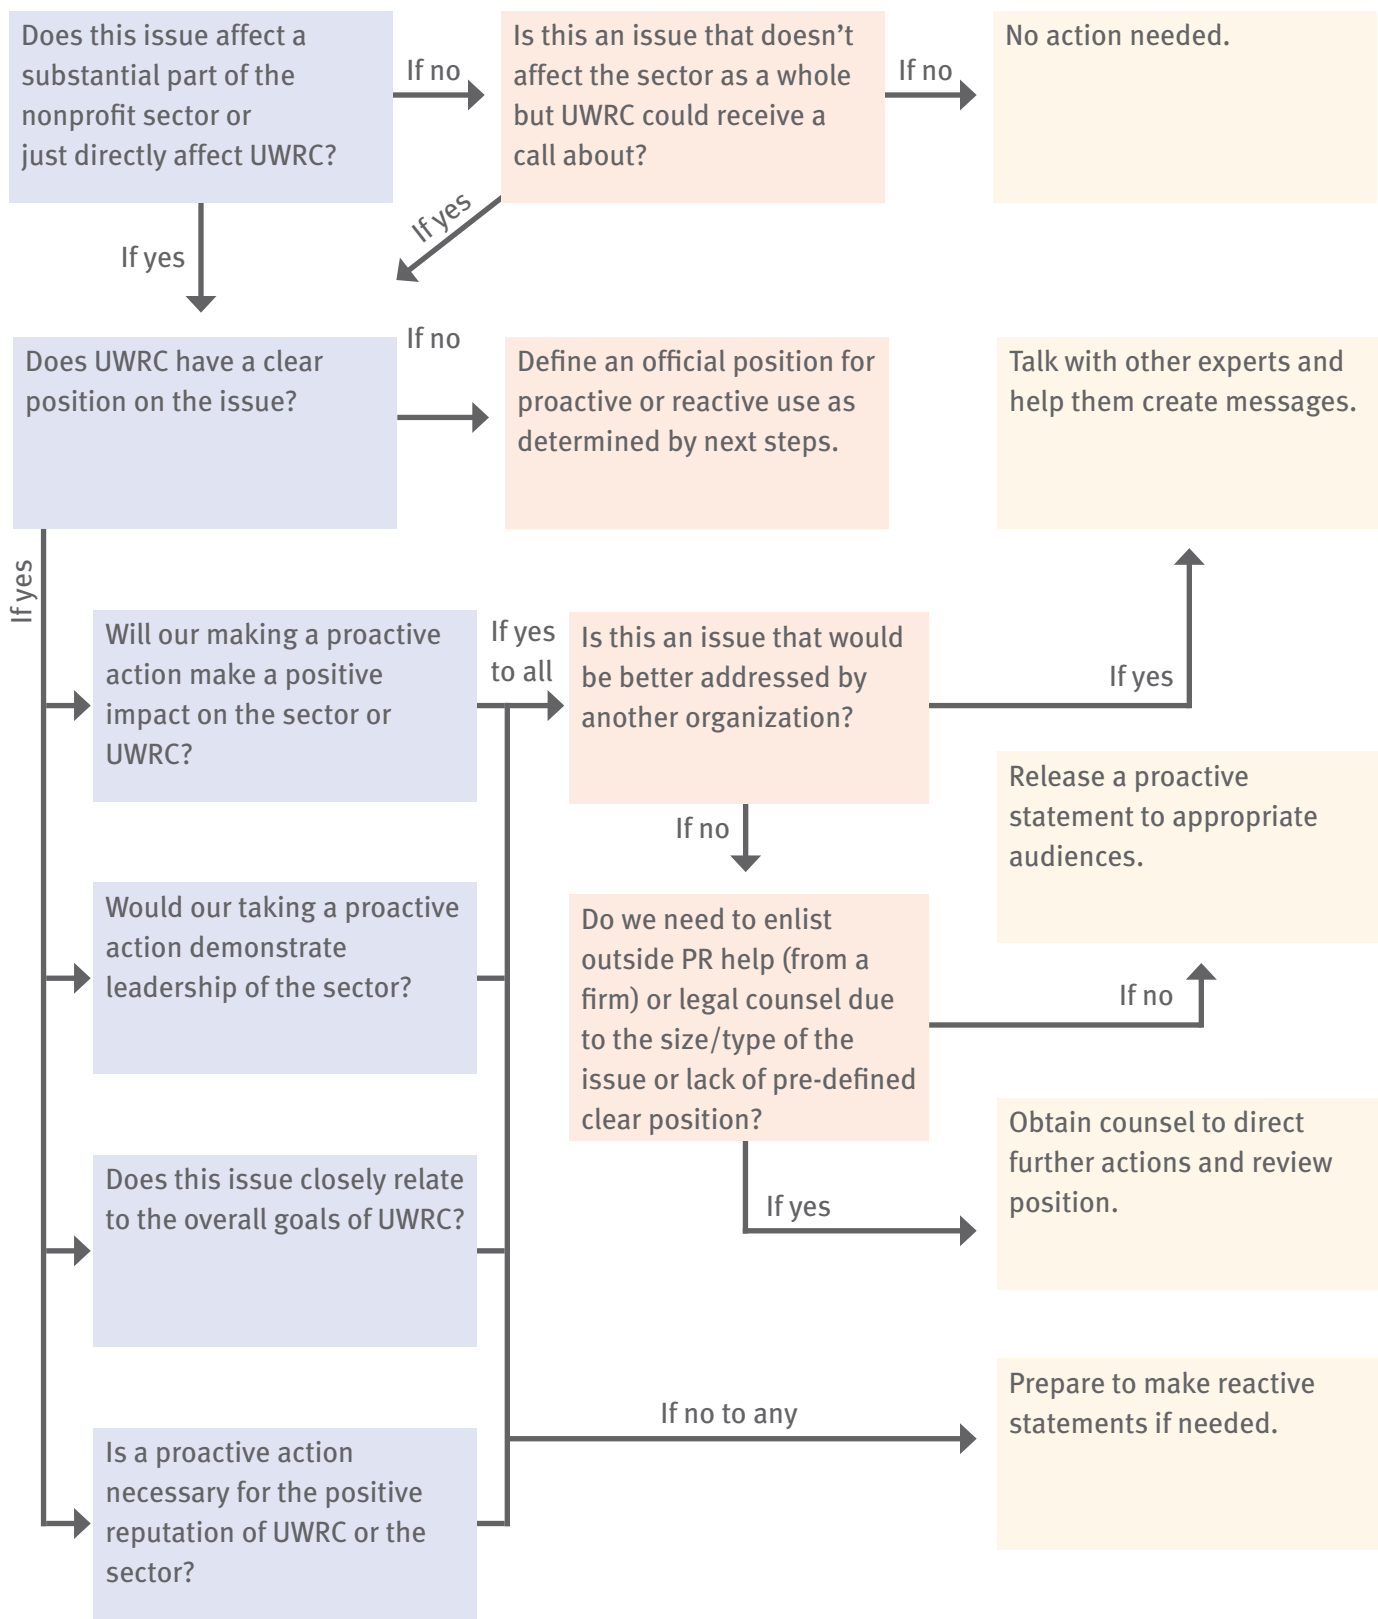 Does this issue affect a
substantial part of the
nonprofit sector or
just directly affect UWRC?
If no
Is this an issue that doesn't
affect the sector as a whole
but UWRC could receive a
call about?
If no
No action needed.
If yes
If yes
Does UWRC have a clear
position on the issue?
If no
Define an official position for
proactive or reactive use as
determined by next steps.
Talk with other experts and
help them create messages.
If yes
Will our making a proactive
action make a positive
impact on the sector or
UWRC?
If yes
to all
Is this an issue that would
be better addressed by
another organization?
If yes
Release a proactive
statement to appropriate
audiences.
If no
Would our taking a proactive
action demonstrate
leadership of the sector?
Do we need to enlist
outside PR help (from a
firm) or legal counsel due
to the size/type of the
issue or lack of pre-defined
clear position?
If no
Obtain counsel to direct
further actions and review
position.
If yes
Does this issue closely relate
to the overall goals of UWRC?
If no to any
Prepare to make reactive
statements if needed.
Is a proactive action
necessary for the positive
reputation of UWRC or the
sector?